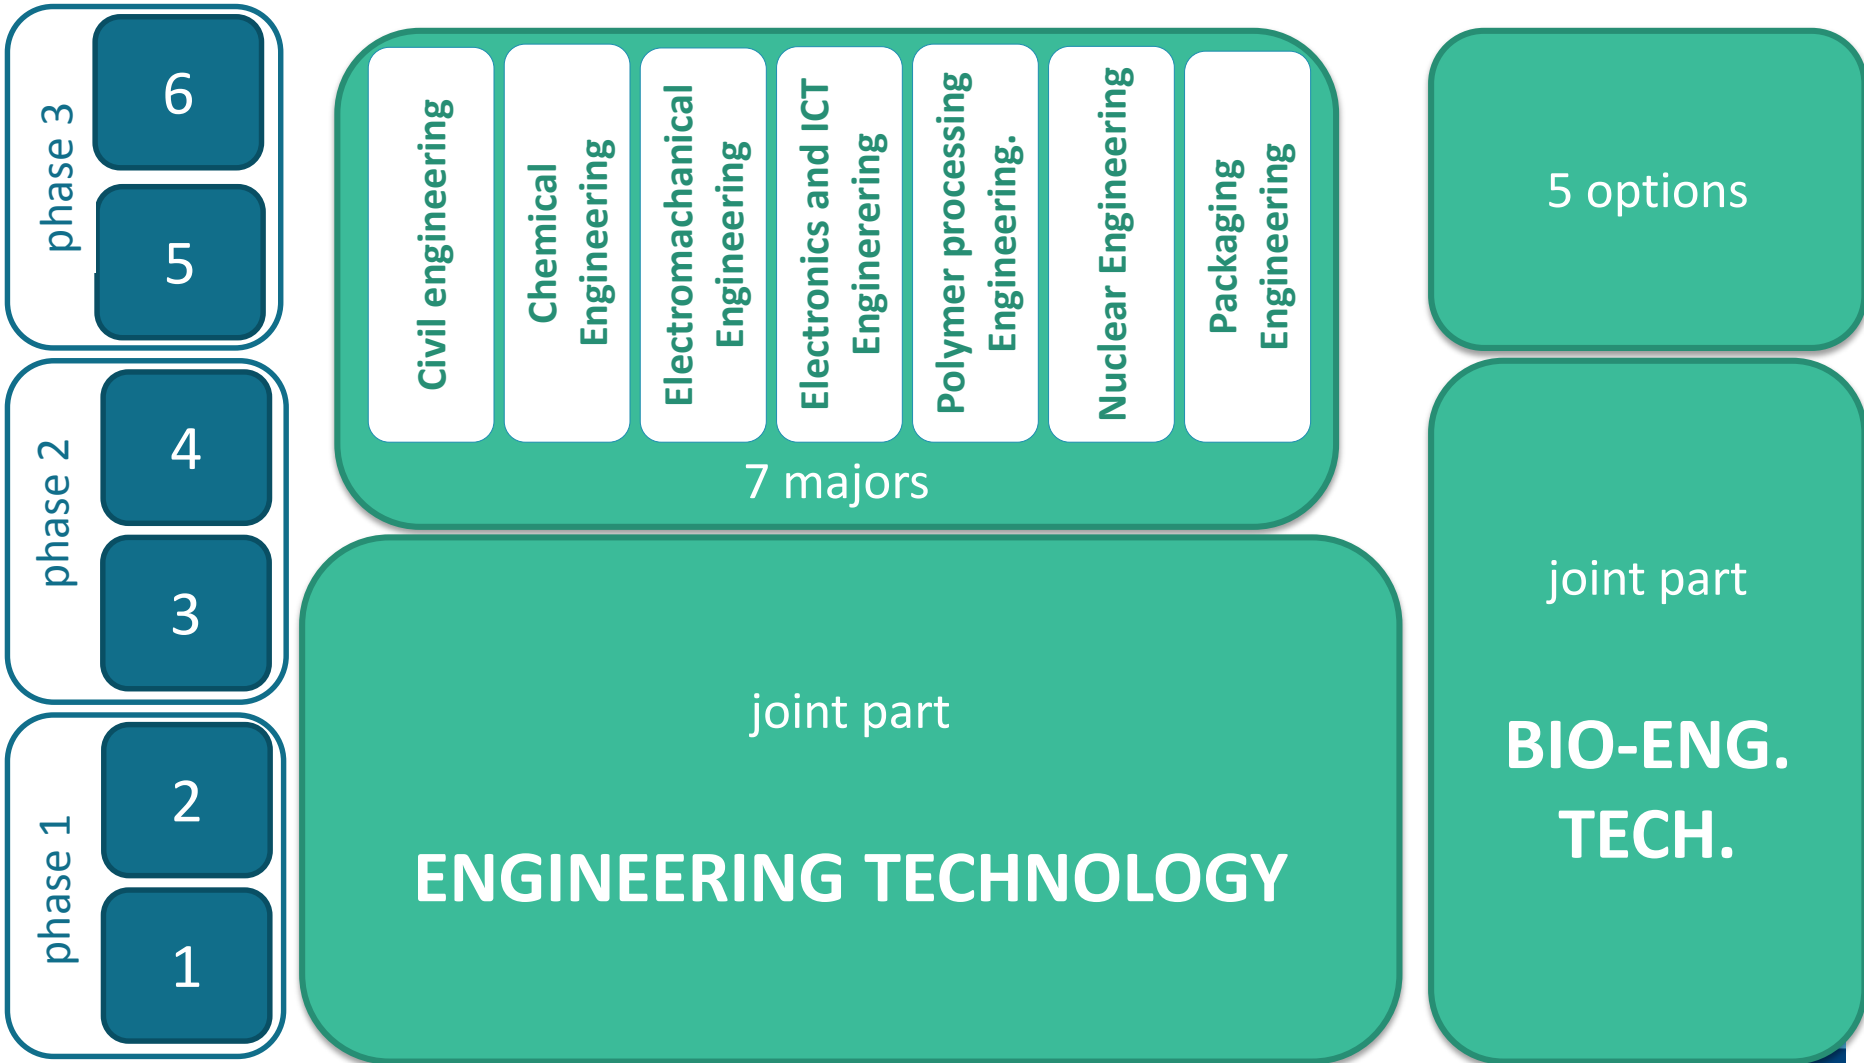 phase 3
6
5
phase 2
4
3
phase 1
2
1
Civil engineering
Chemical
Engineering
Electromachanical
Engineering
Electronics and ICT
Enginerering
Polymer processing
Engineering.
Nuclear Engineering
Packaging
Engineering
7 majors
joint part
ENGINEERING TECHNOLOGY
5 options
joint part
BIO-ENG.
TECH.